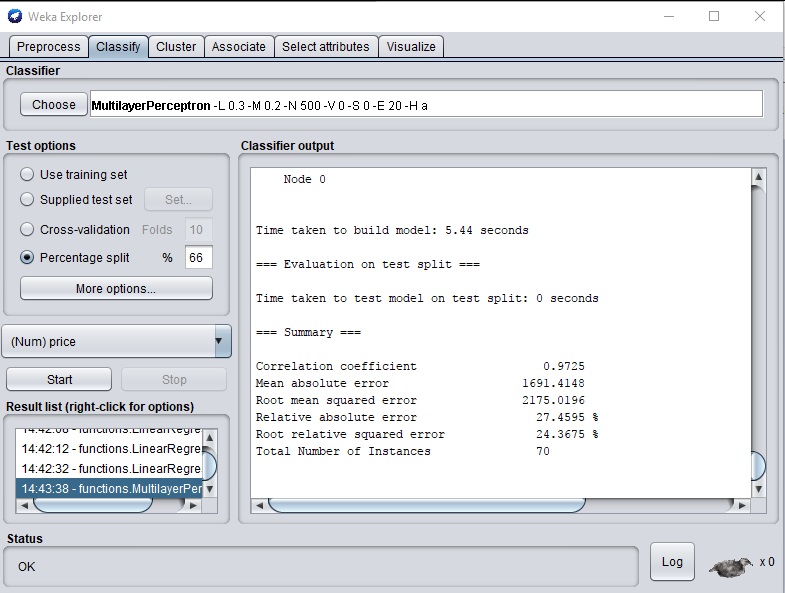 Weka Explorer
Preprocess Classify Cluster Associate Select attributes Visualize
Classifier
Choose MultilayerPerceptron -L 0.3 -M 0.2 -N 500 -V 0 -S 0 -E 20 -H a
Test options
Use training set
Supplied test set Set...
Cross-validation Folds 10
Percentage split % 66
More options...
(Num) price
Start Stop
Result list (right-click for options)
14:42:08 - functions.LinearRegre
14:42:12 - functions.LinearRegre
14:42:32 - functions.LinearRegre
14:43:38 - functions.MultilayerPer
Classifier output
Node 0
Time taken to build model: 5.44 seconds
=== Evaluation on test split ===
Time taken to test model on test split: 0 seconds
=== Summary ===
Correlation coefficient 0.9725
Mean absolute error 1691.4148
Root mean squared error 2175.0196
Relative absolute error 27.4595 %
Root relative squared error 24.3675 %
Total Number of Instances 70
Status
OK
Log x 0